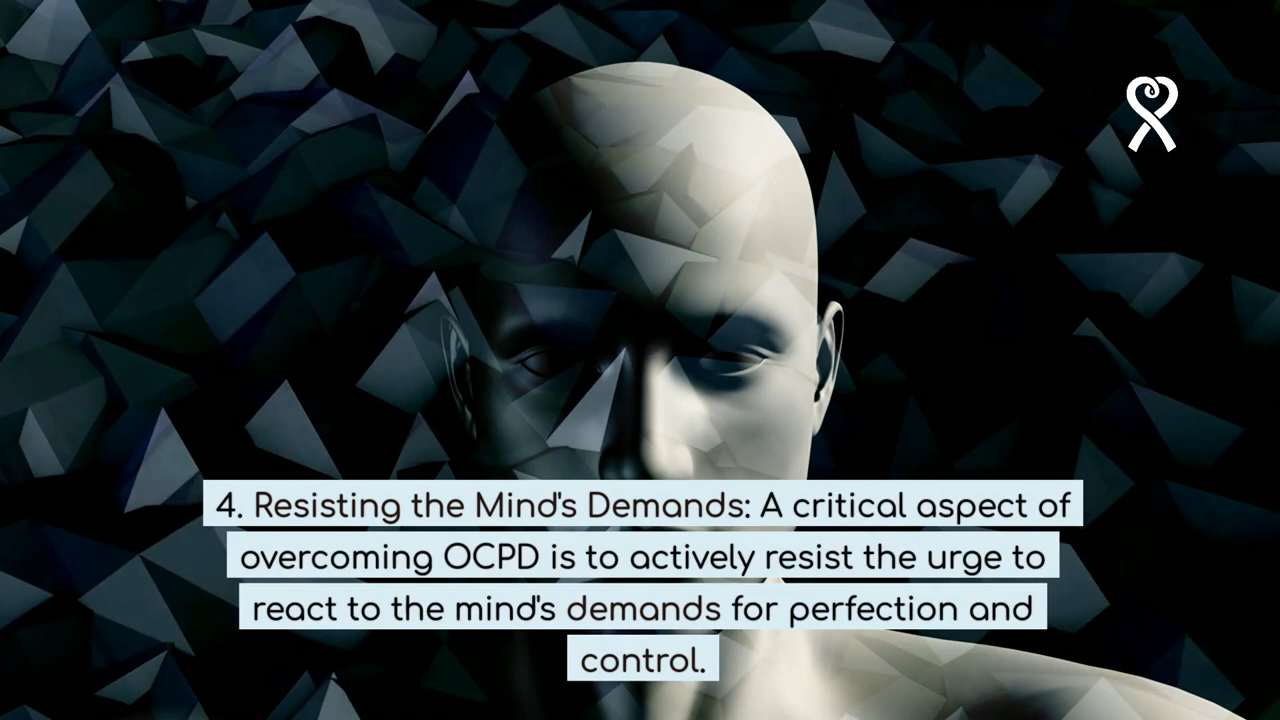 4. Resisting the Mind's Demands: A critical aspect of
overcoming OCPD is to actively resist the urge to
react to the mind's demands for perfection and
control.